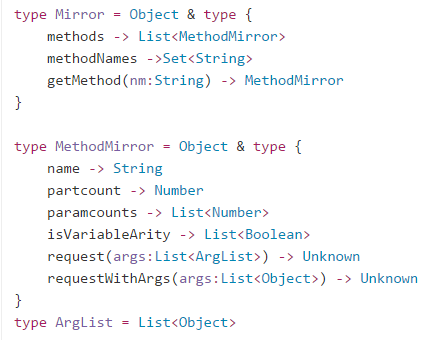 type Mirror = Object & type {
    methods -> List<MethodMirror>
    methodNames ->Set<String>
    getMethod(nm:String) -> MethodMirror
}

type MethodMirror = Object & type {
    name -> String
    partcount -> Number
    paramcounts -> List<Number>
    isVariableArity -> List<Boolean>
    request(args:List<ArgList>) -> Unknown
    requestWithArgs(args:List<Object>) -> Unknown
}
type ArgList = List<Object>